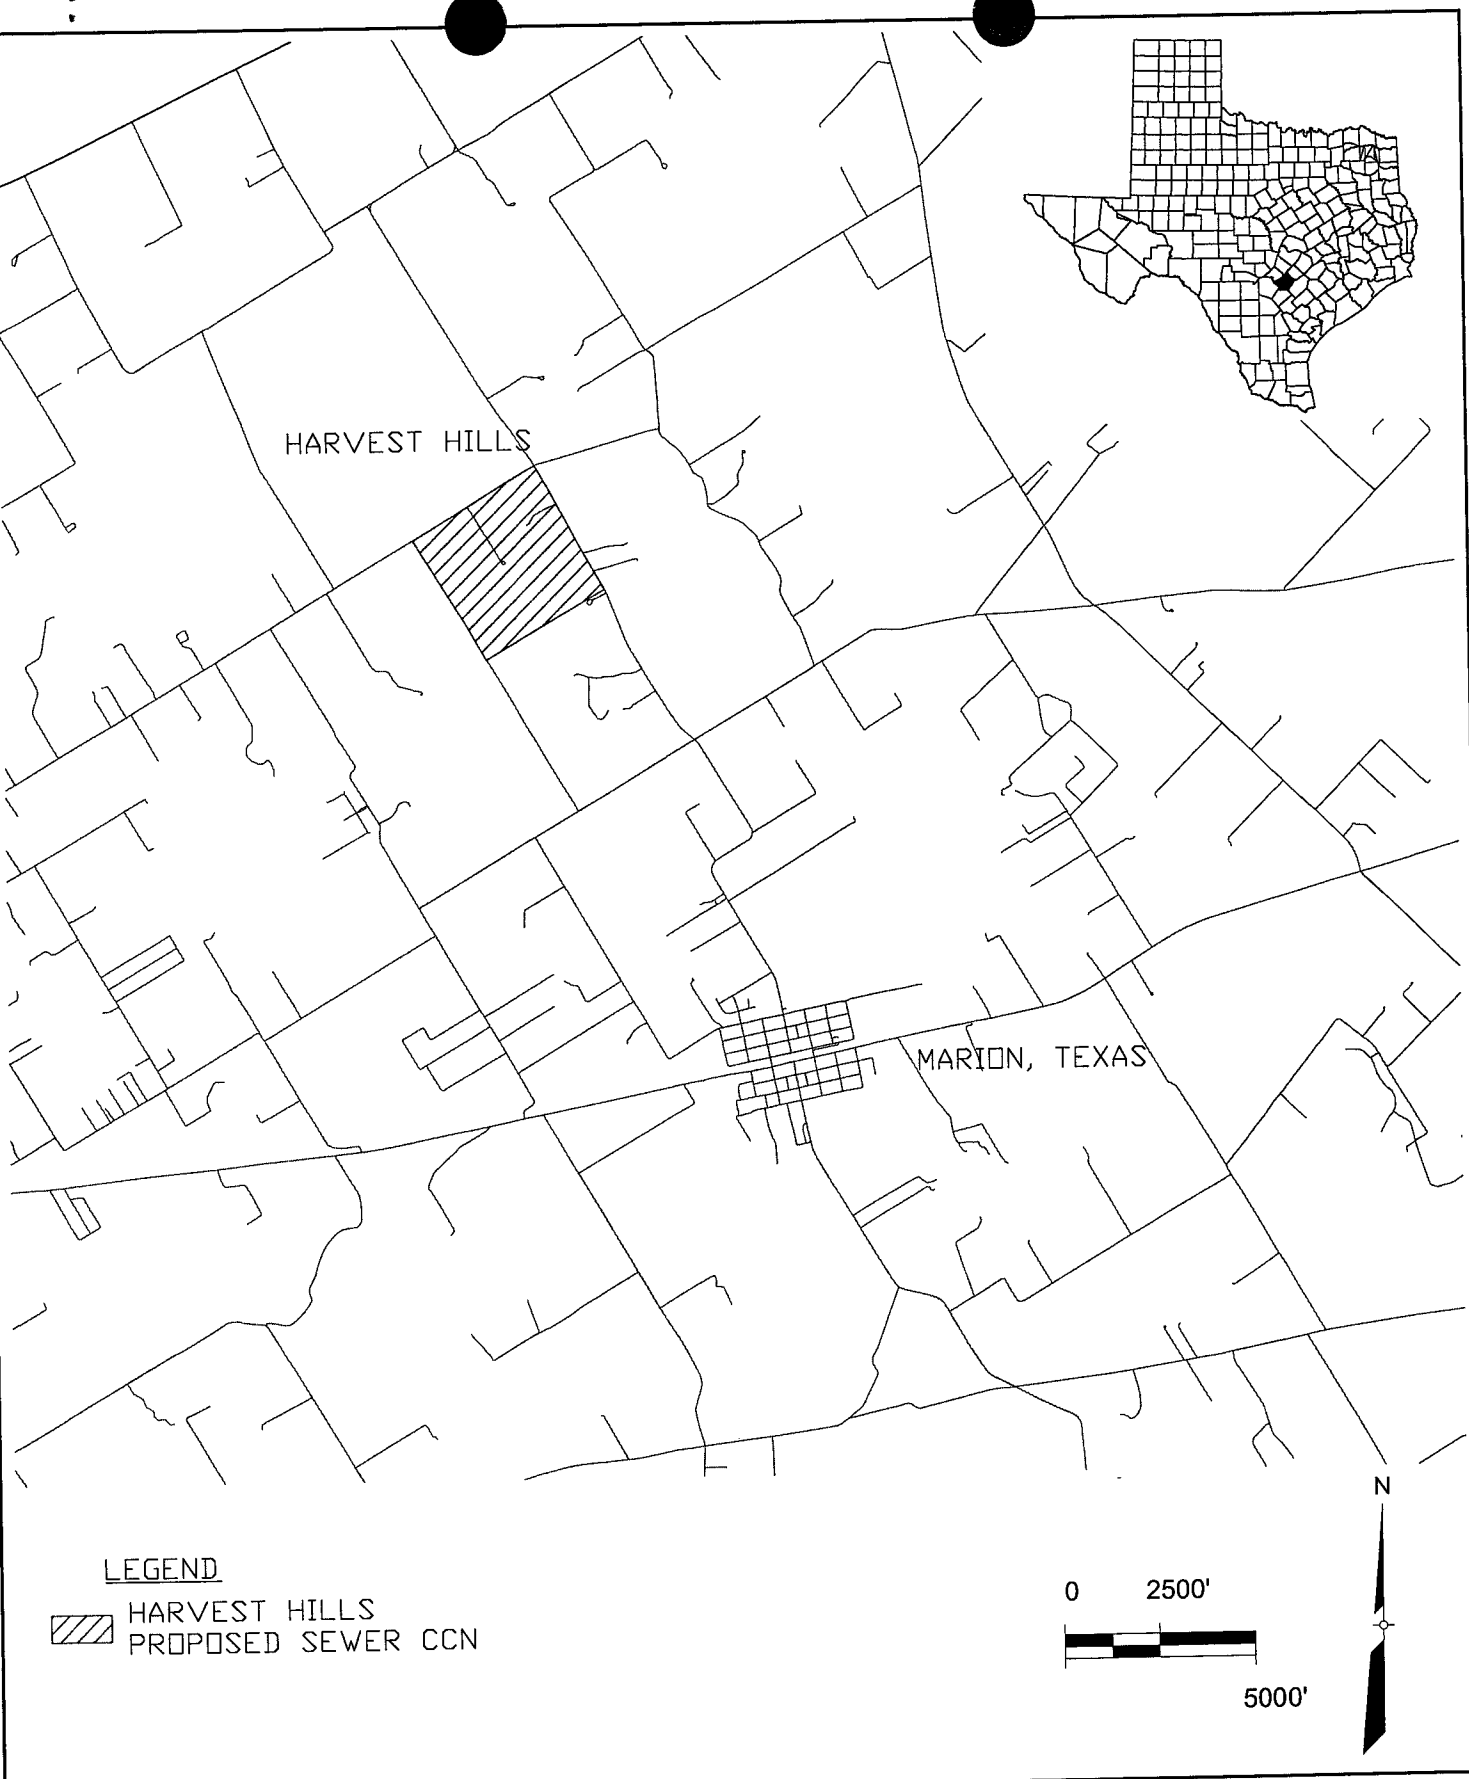 HARVEST HILLS
MARION, TEXAS
N
LEGEND
HARVEST HILLS
PROPOSED SEWER CCN
0 2500'
5000'